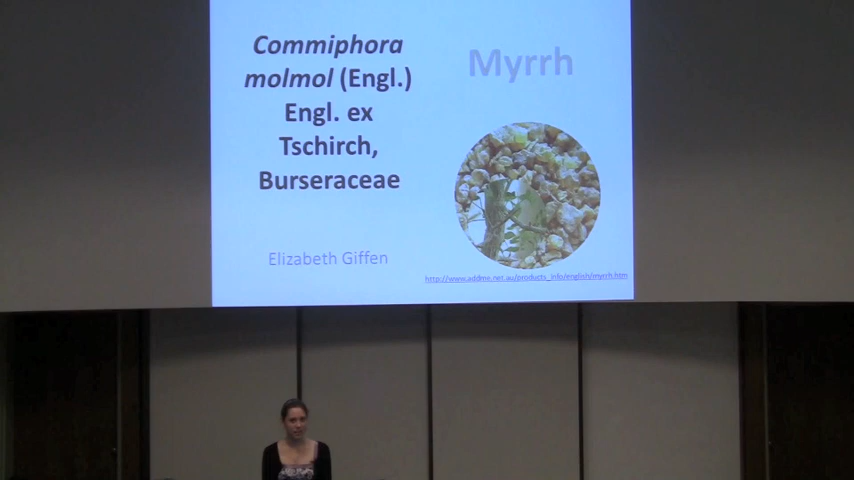 Commiphora
molmol (Engl.)
Engl. ex
Tschirch,
Burseraceae
Myrrh
Elizabeth Giffen
http://www.addme.net.au/products_info/english/myrrh.htm